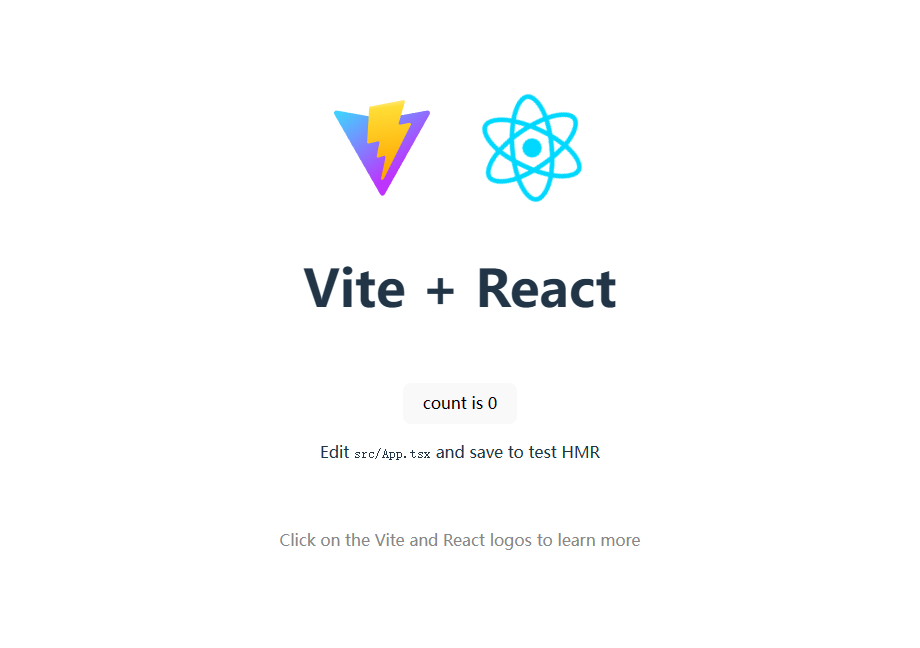 Vite + React
count is 0
Edit src/App.tsx and save to test HMR
Click on the Vite and React logos to learn more